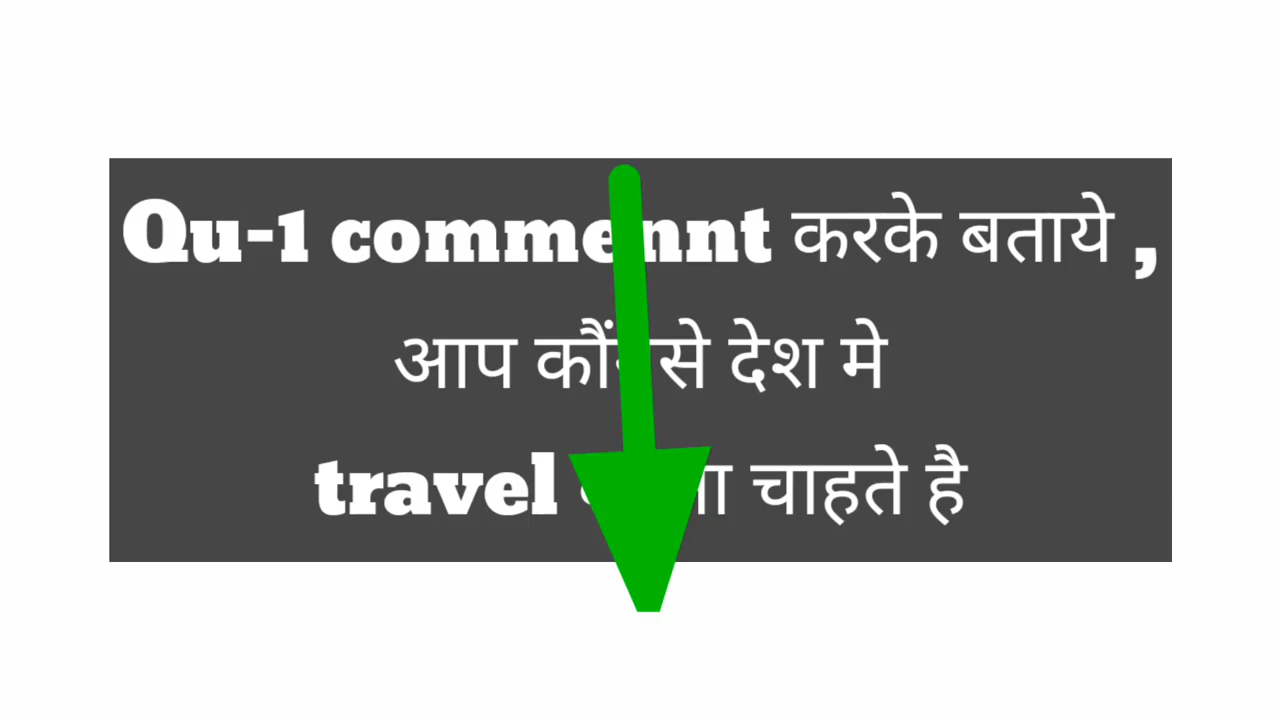 Qu-1 commennt करके बताये ,
आप से देश मे
travel चाहते है